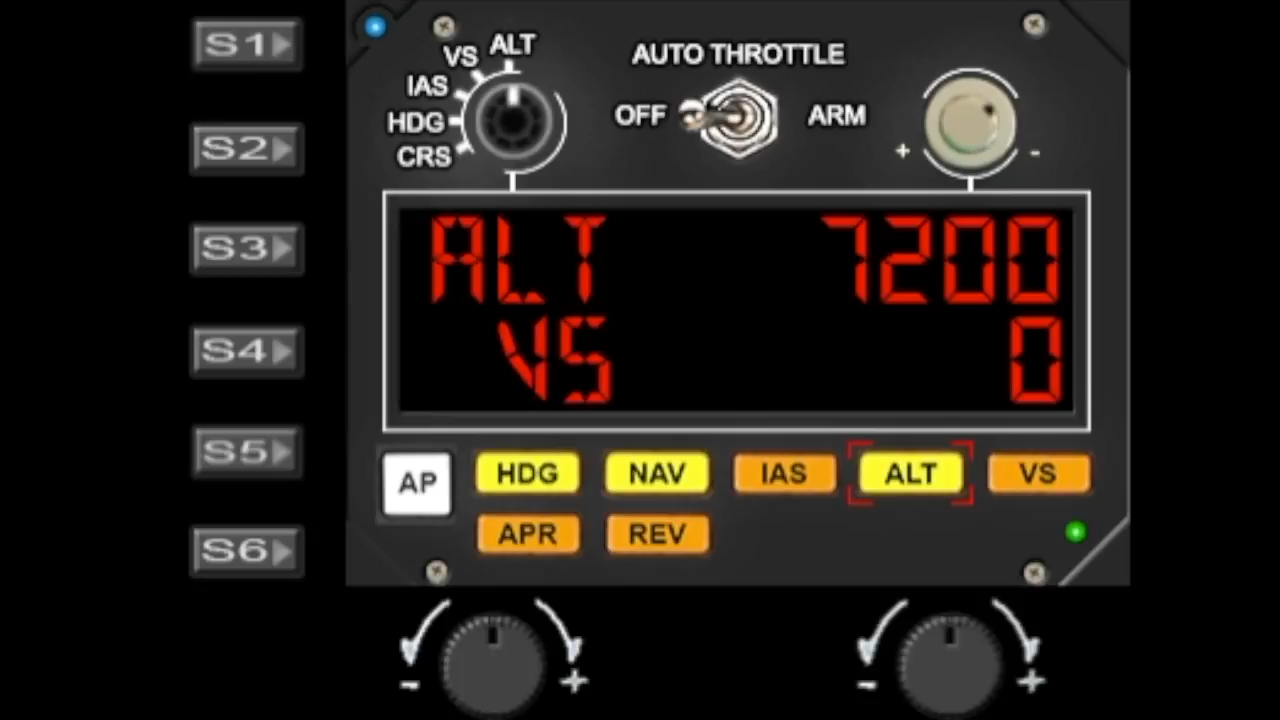 S1
S2
S3
S4
S5
S6
ALT
VS
IAS
HDG
CRS
AUTO THROTTLE
OFF
ARM
+ -
ALT 7200
VS 0
AP HDG NAV IAS ALT VS
APR REV
- + - +